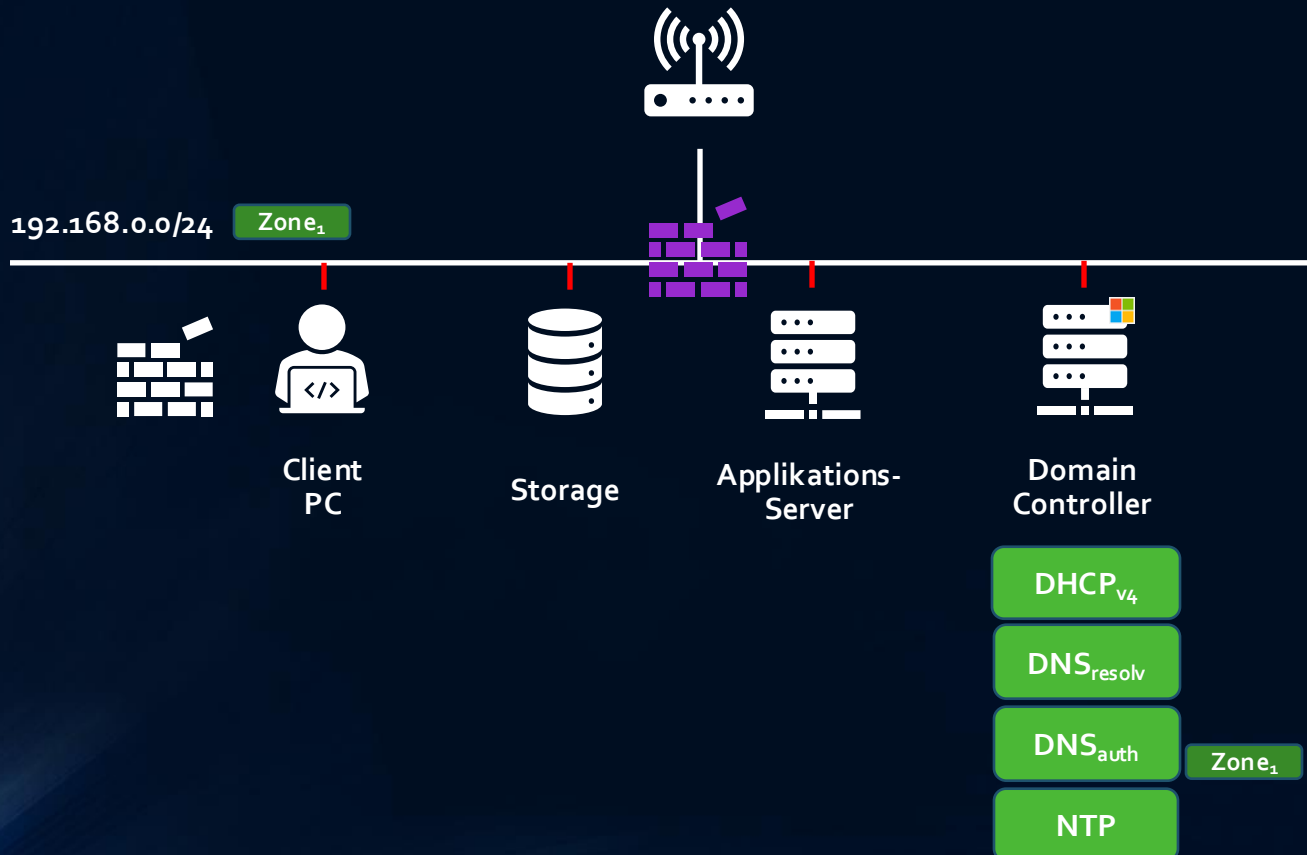 192.168.0.0/24
Zone₁
</>
Client
PC
Storage
Applikations-
Server
Domain
Controller
DHCPv4
DNSresolv
DNSauth
Zone₁
NTP